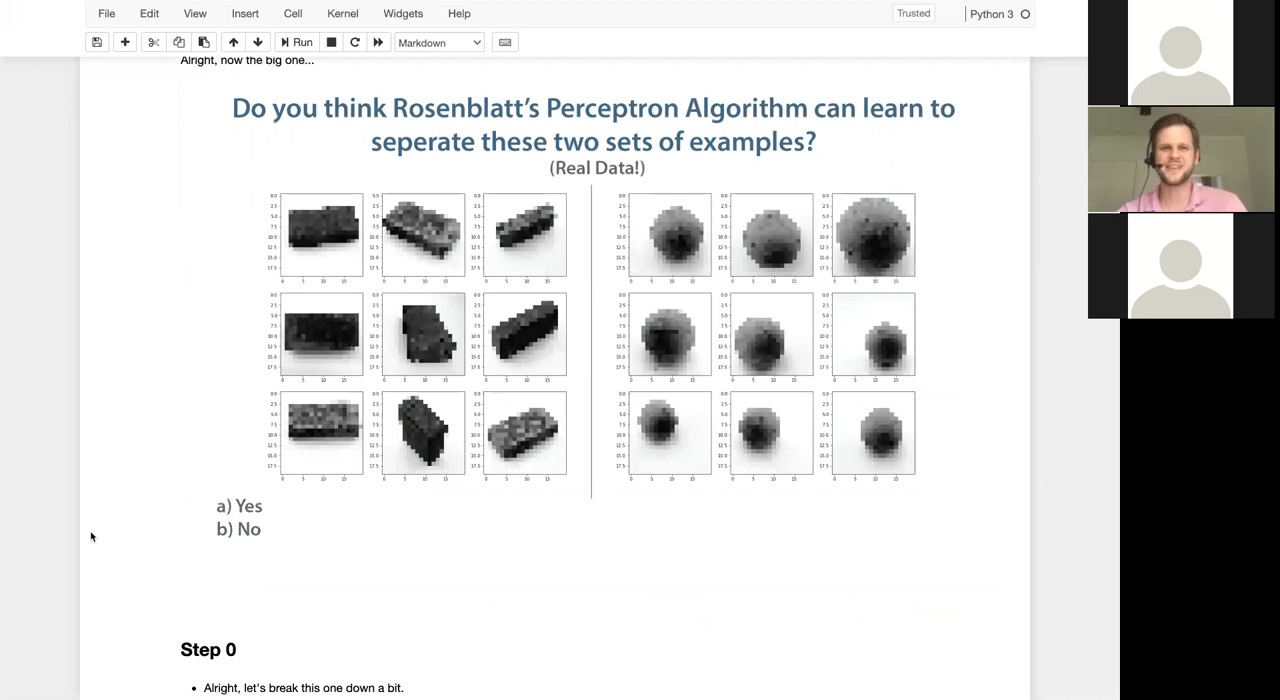 File Edit View Insert Cell Kernel Widgets Help Trusted Python 3
Run Markdown
Alright, now the big one...
Do you think Rosenblatt's Perceptron Algorithm can learn to
seperate these two sets of examples?
(Real Data!)
a) Yes
b) No
Step 0
Alright, let's break this one down a bit.